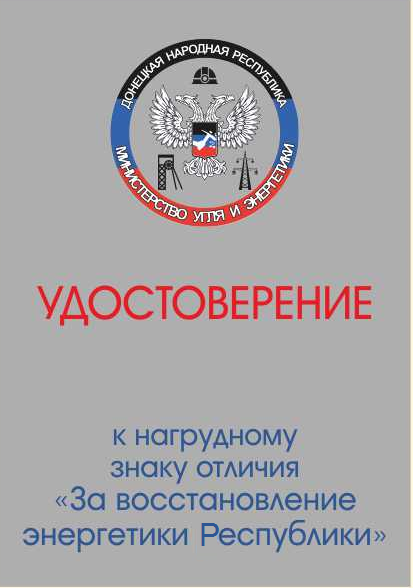 ДОНЕЦКАЯ НАРОДНАЯ РЕСПУБЛИКА
МИНИСТЕРСТВО УГЛЯ И ЭНЕРГЕТИКИ
УДОСТОВЕРЕНИЕ
к нагрудному
знаку отличия
«За восстановление
энергетики Республики»